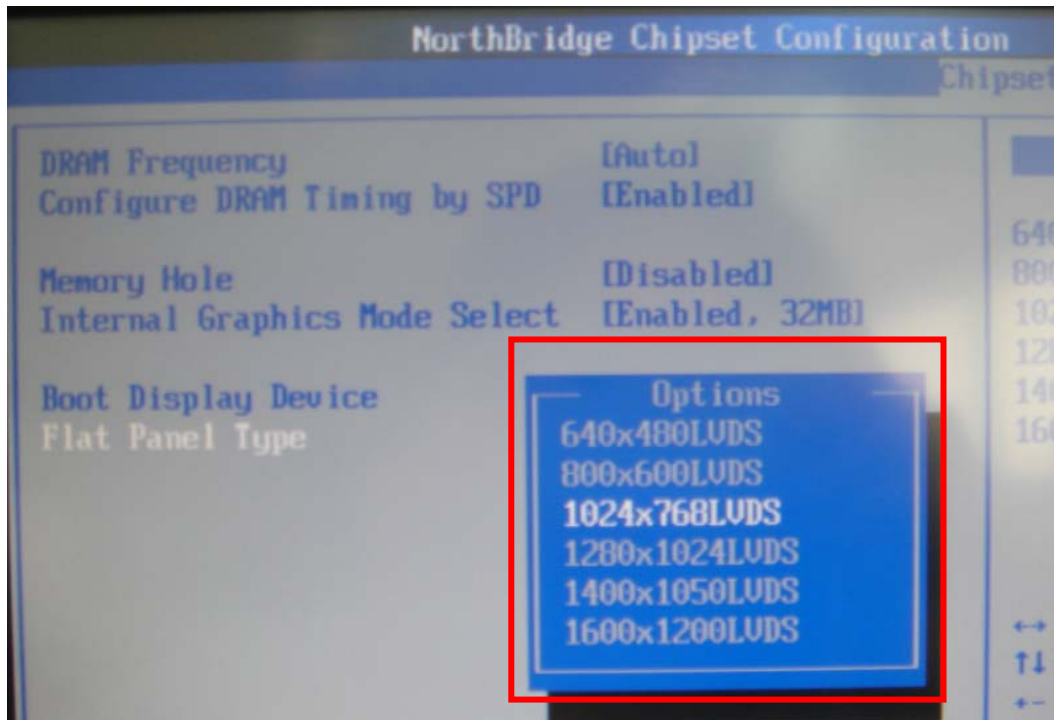 NorthBridge Chipset Configuration
Chipset
DRAM Frequency [Auto]
Configure DRAM Timing by SPD [Enabled]
Memory Hole [Disabled]
Internal Graphics Mode Select [Enabled, 32MB]
Boot Display Device
Flat Panel Type
Options
640x480LVDS
800x600LVDS
1024x768LVDS
1280x1024LVDS
1400x1050LVDS
1600x1200LVDS
640